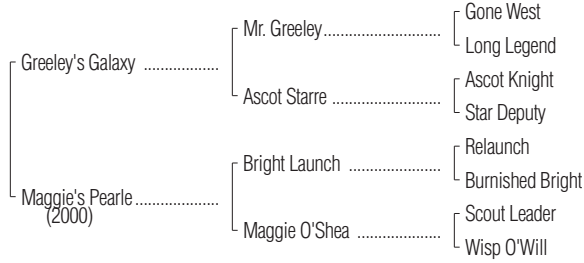 Gone West
Mr. Greeley
Long Legend
Greeley's Galaxy
Ascot Knight
Ascot Starre
Star Deputy
Relaunch
Bright Launch
Burnished Bright
Maggie's Pearle
(2000)
Scout Leader
Maggie O'Shea
Wisp O'Will